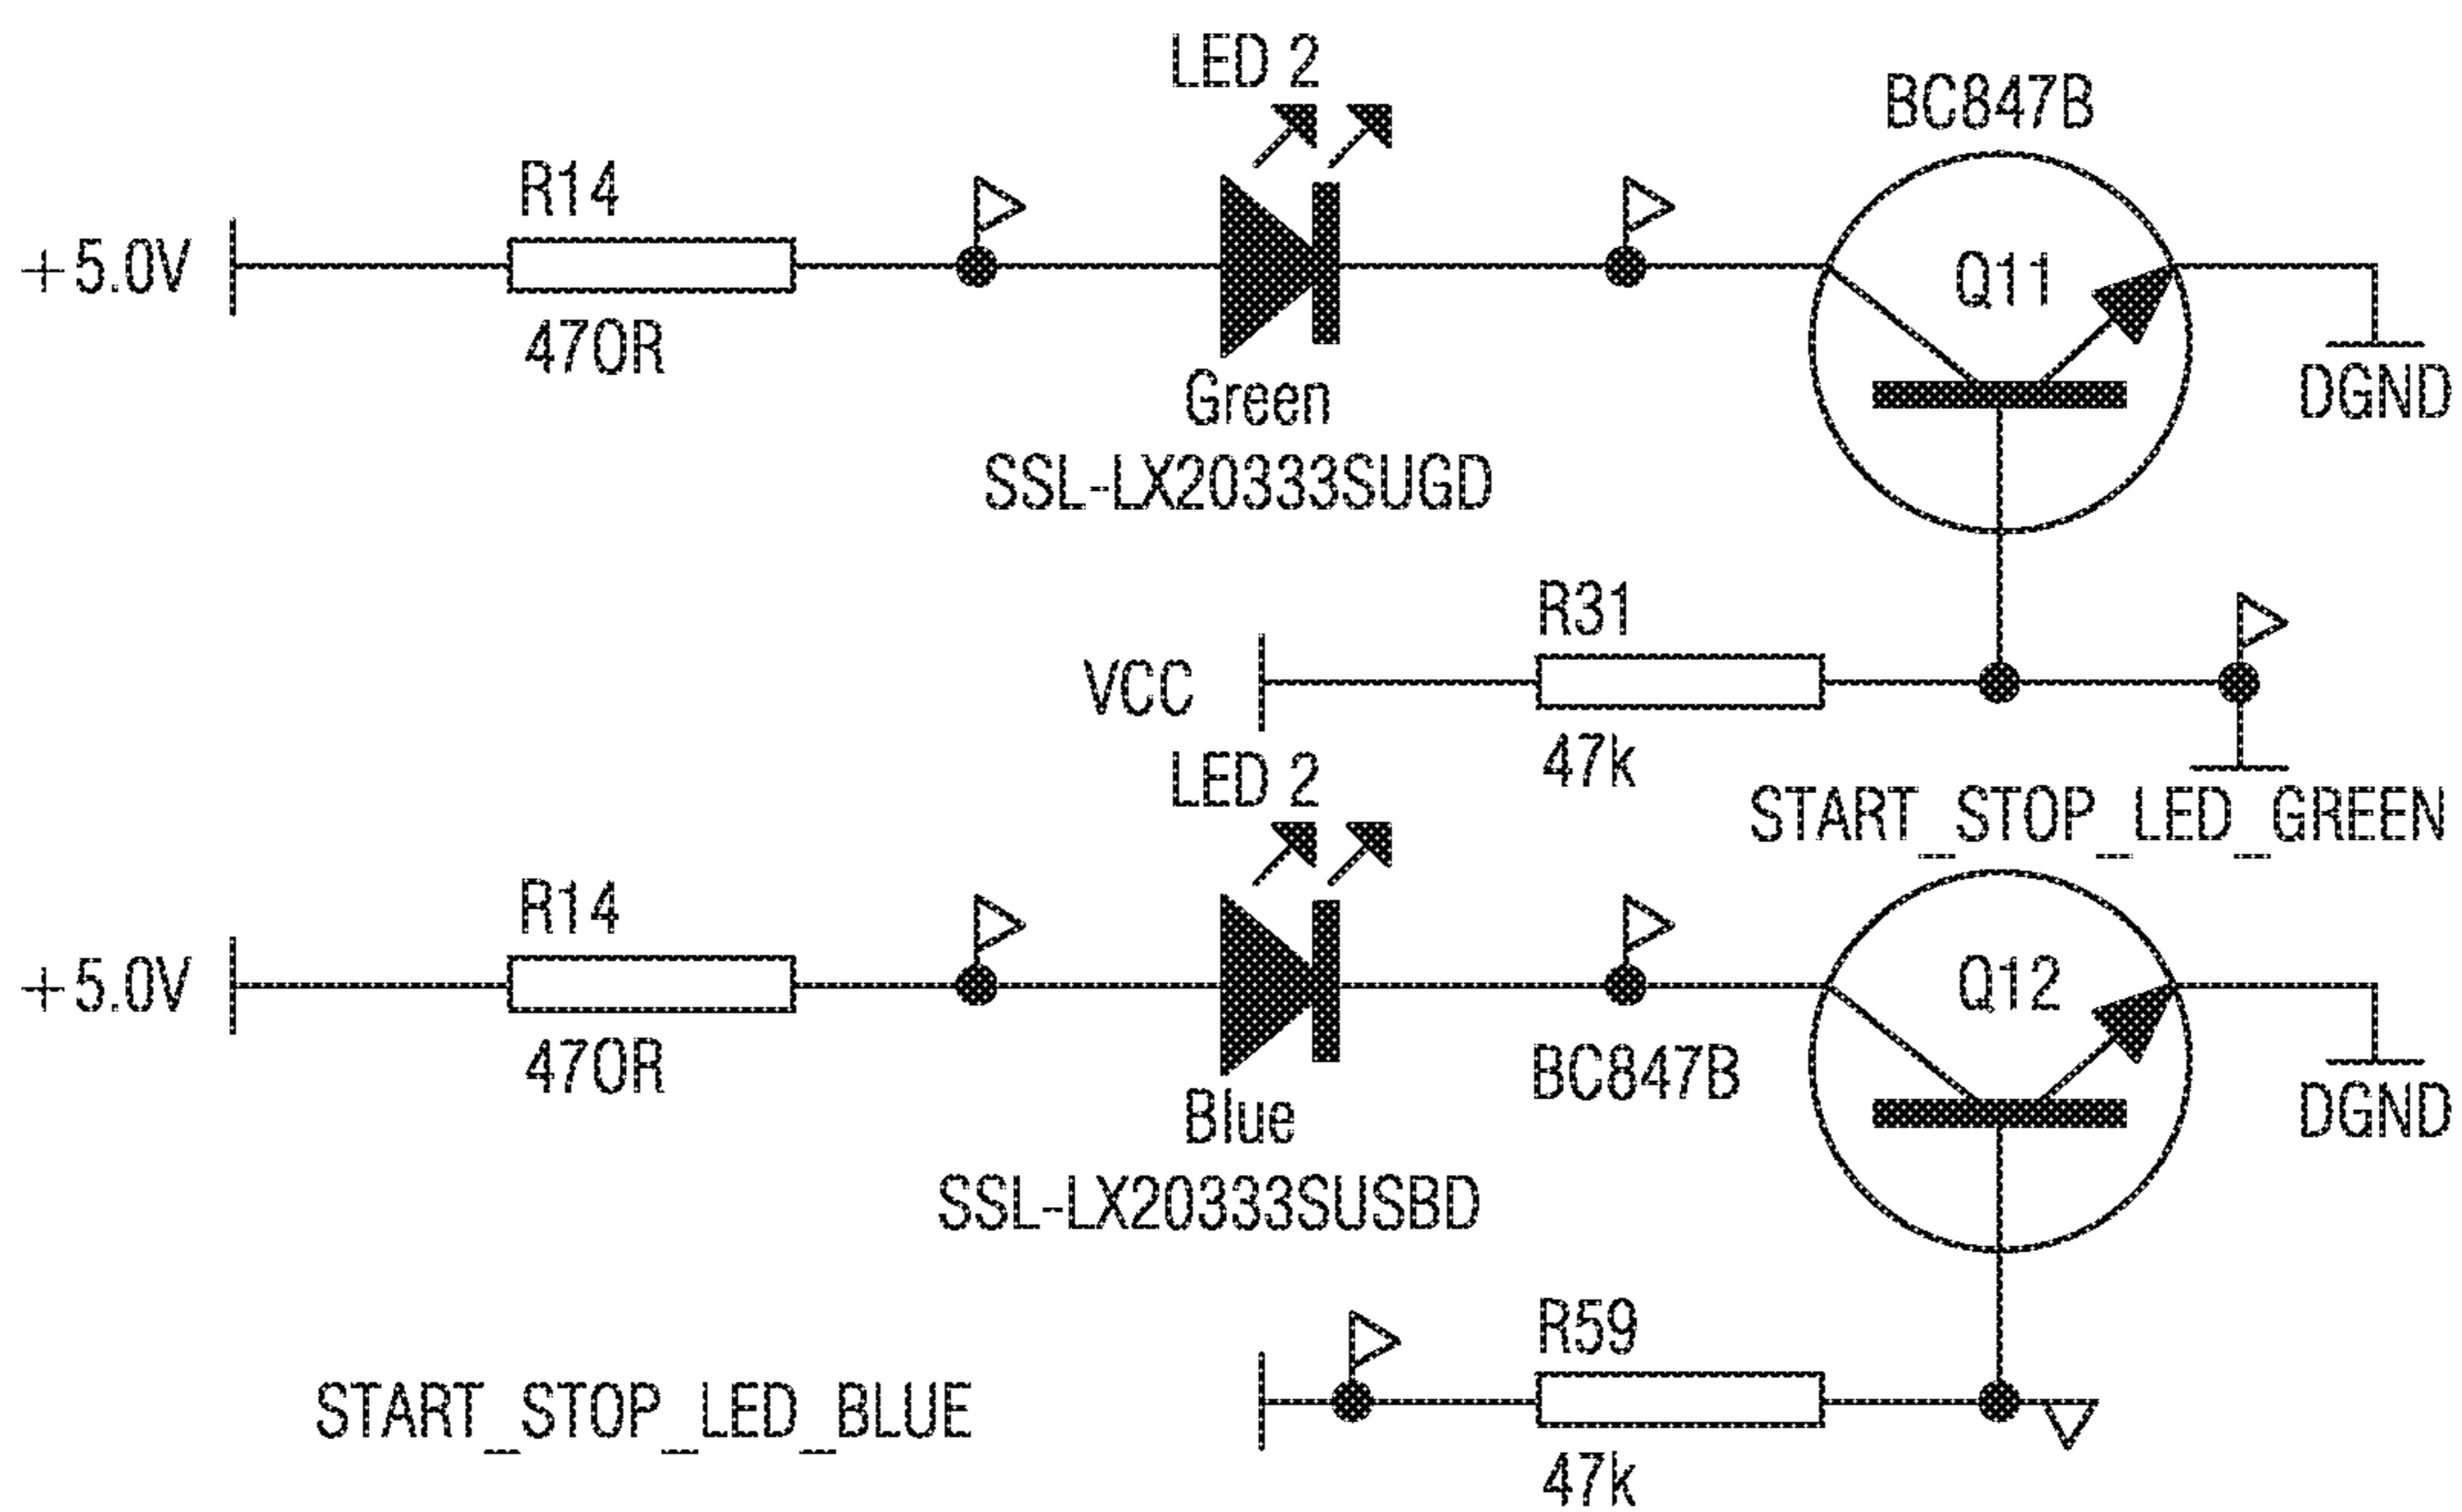 LED 2
BC847B
R14
+5.0V
470R
Q11
DGND
Green
SSL-LX20333SUGD
R31
VCC
47k
START_STOP_LED_GREEN
LED 2
R14
+5.0V
470R
Q12
BC847B
DGND
Blue
SSL-LX20333SUSBD
R59
START_STOP_LED_BLUE
47k